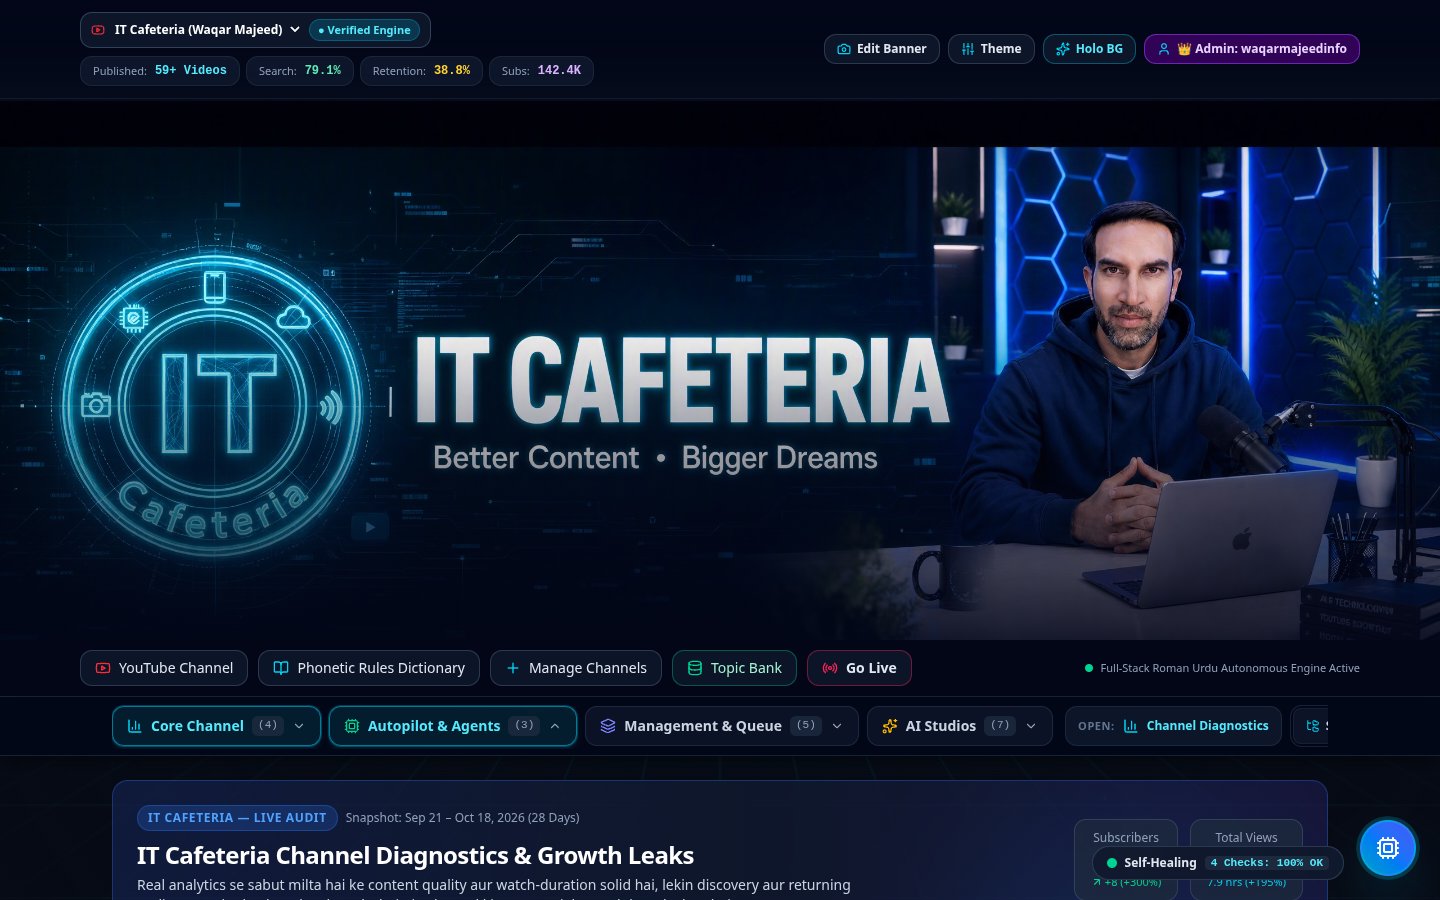 IT Cafeteria (Waqar Majeed)
● Verified Engine
Published: 59+ Videos
Search: 79.1%
Retention: 38.8%
Subs: 142.4K
Edit Banner
Theme
Holo BG
👑 Admin: waqarmajeedinfo
IT
Cafeteria
IT CAFETERIA
Better Content • Bigger Dreams
YouTube Channel
Phonetic Rules Dictionary
Manage Channels
Topic Bank
Go Live
Full-Stack Roman Urdu Autonomous Engine Active
Core Channel (4)
Autopilot & Agents (3)
Management & Queue (5)
AI Studios (7)
OPEN: Channel Diagnostics
IT CAFETERIA — LIVE AUDIT
Snapshot: Sep 21 – Oct 18, 2026 (28 Days)
IT Cafeteria Channel Diagnostics & Growth Leaks
Real analytics se sabut milta hai ke content quality aur watch-duration solid hai, lekin discovery aur returning
Subscribers
Total Views
Self-Healing 4 Checks: 100% OK
+8 (+300%)
7.9 hrs (+195%)